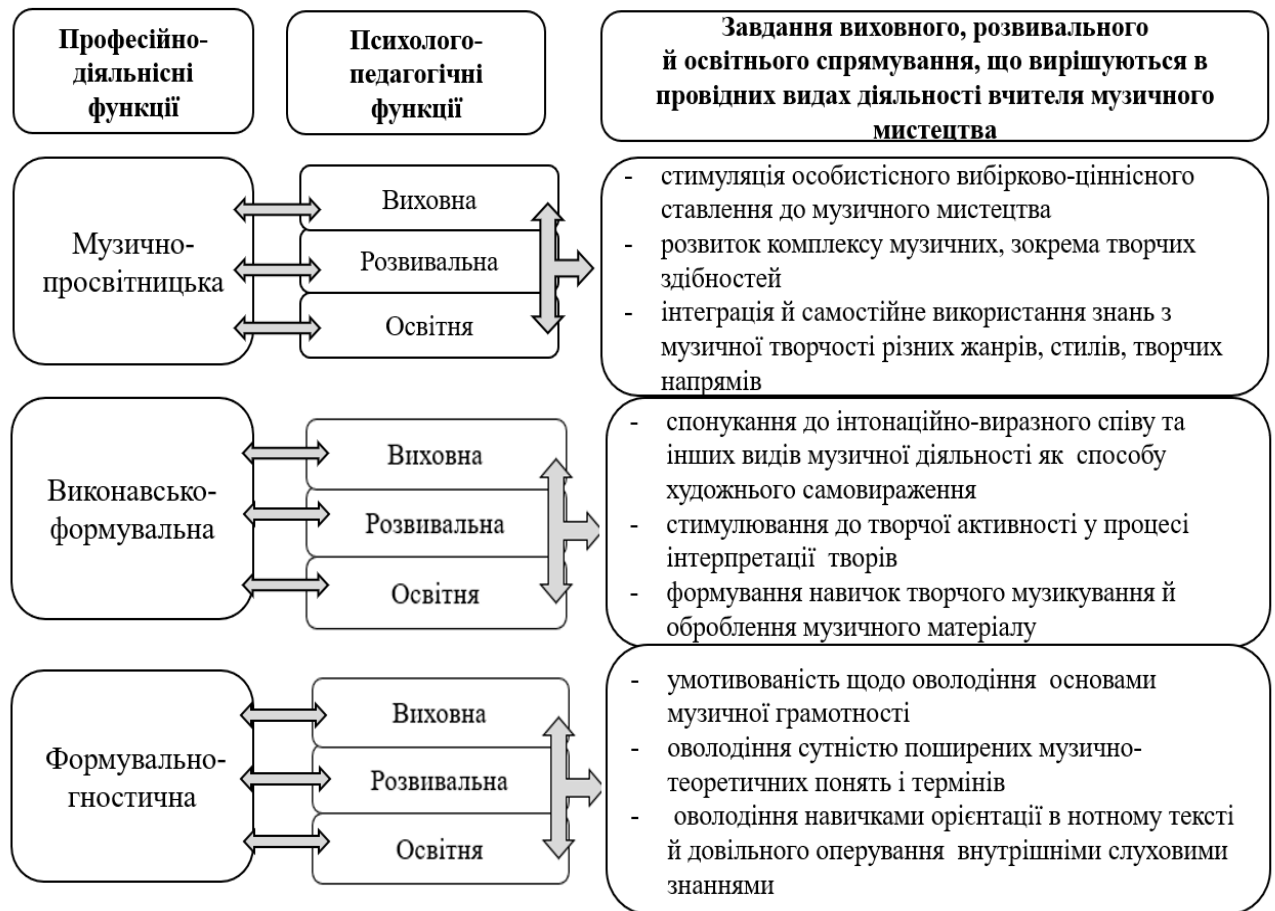 Професійно-
діяльнісні
функції
Психолого-
педагогічні
функції
Завдання виховного, розвивального
й освітнього спрямування, що вирішуються в
провідних видах діяльності вчителя музичного
мистецтва
Музично-
просвітницька
Виховна
Розвивальна
Освітня
- стимуляція особистісного вибірково-ціннісного
ставлення до музичного мистецтва
- розвиток комплексу музичних, зокрема творчих
здібностей
- інтеграція й самостійне використання знань з
музичної творчості різних жанрів, стилів, творчих
напрямів
Виконавсько-
формувальна
Виховна
Розвивальна
Освітня
- спонукання до інтонаційно-виразного співу та
інших видів музичної діяльності як способу
художнього самовираження
- стимулювання до творчої активності у процесі
інтерпретації творів
- формування навичок творчого музикування й
оброблення музичного матеріалу
Формувально-
гностична
Виховна
Розвивальна
Освітня
- умотивованість щодо оволодіння основами
музичної грамотності
- оволодіння сутністю поширених музично-
теоретичних понять і термінів
- оволодіння навичками орієнтації в нотному тексті
й довільного оперування внутрішніми слуховими
знаннями